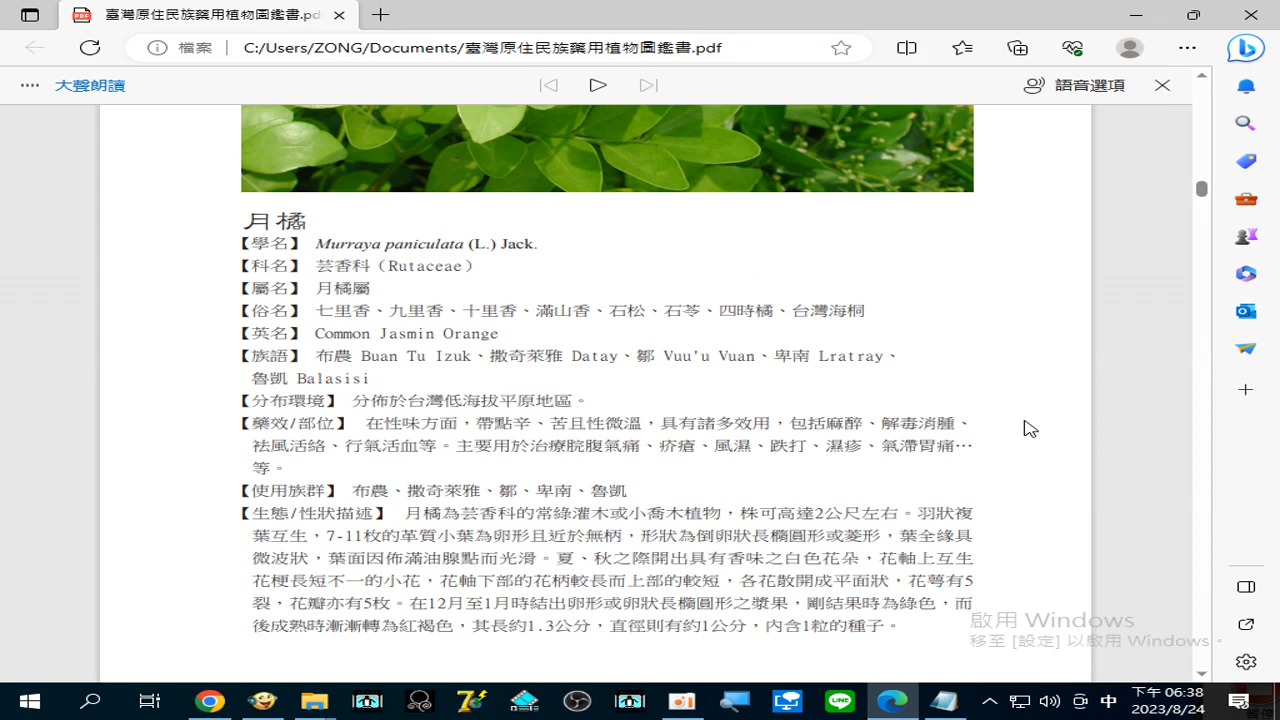 臺灣原住民族藥用植物圖鑑書.pd
檔案 C:/Users/ZONG/Documents/臺灣原住民族藥用植物圖鑑書.pdf
大聲朗讀
語音選項
月橘
【學名】 Murraya paniculata (L.) Jack.
【科名】 芸香科（Rutaceae）
【屬名】 月橘屬
【俗名】 七里香、九里香、十里香、滿山香、石松、石苓、四時橘、台灣海桐
【英名】 Common Jasmin Orange
【族語】 布農 Buan Tu Izuk、撒奇萊雅 Datay、鄒 Vuu'u Vuan、卑南 Lratray、
魯凱 Balasisi
【分布環境】 分佈於台灣低海拔平原地區。
【藥效/部位】 在性味方面，帶點辛、苦且性微溫，具有諸多效用，包括麻醉、解毒消腫、
祛風活絡、行氣活血等。主要用於治療脘腹氣痛、疥瘡、風濕、跌打、濕疹、氣滯胃痛…
等。
【使用族群】 布農、撒奇萊雅、鄒、卑南、魯凱
【生態/性狀描述】 月橘為芸香科的常綠灌木或小喬木植物，株可高達2公尺左右。羽狀複
葉互生，7-11枚的革質小葉為卵形且近於無柄，形狀為倒卵狀長橢圓形或菱形，葉全緣具
微波狀，葉面因佈滿油腺點而光滑。夏、秋之際開出具有香味之白色花朵，花軸上互生
花梗長短不一的小花，花軸下部的花柄較長而上部的較短，各花散開成平面狀，花萼有5
裂，花瓣亦有5枚。在12月至1月時結出卵形或卵狀長橢圓形之漿果，剛結果時為綠色，而
後或熟時漸漸轉為紅褐色，其長約1.3公分，直徑則有約1公分，內含1粒的種子。
啟用 Windows
移至 [設定] 以啟用 Windows。
中
下午 06:38
2023/8/24